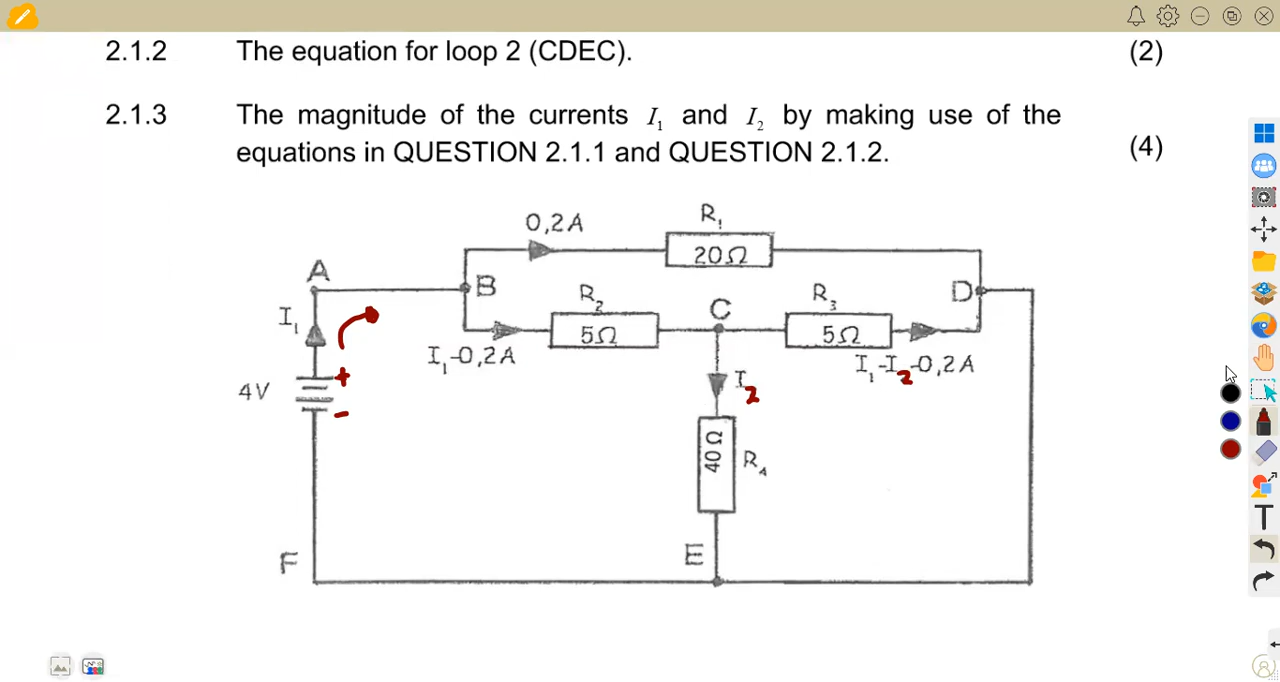 2.1.2 The equation for loop 2 (CDEC). (2)
2.1.3 The magnitude of the currents I₁ and I₂ by making use of the
equations in QUESTION 2.1.1 and QUESTION 2.1.2. (4)
0,2A
R₁
20Ω
A
B
R₂
C
R₃
D
I₁
5Ω
5Ω
I₁-0,2A
I₁-I₂-0,2A
+
4V
-
I₂
40Ω
R₄
E
F
T